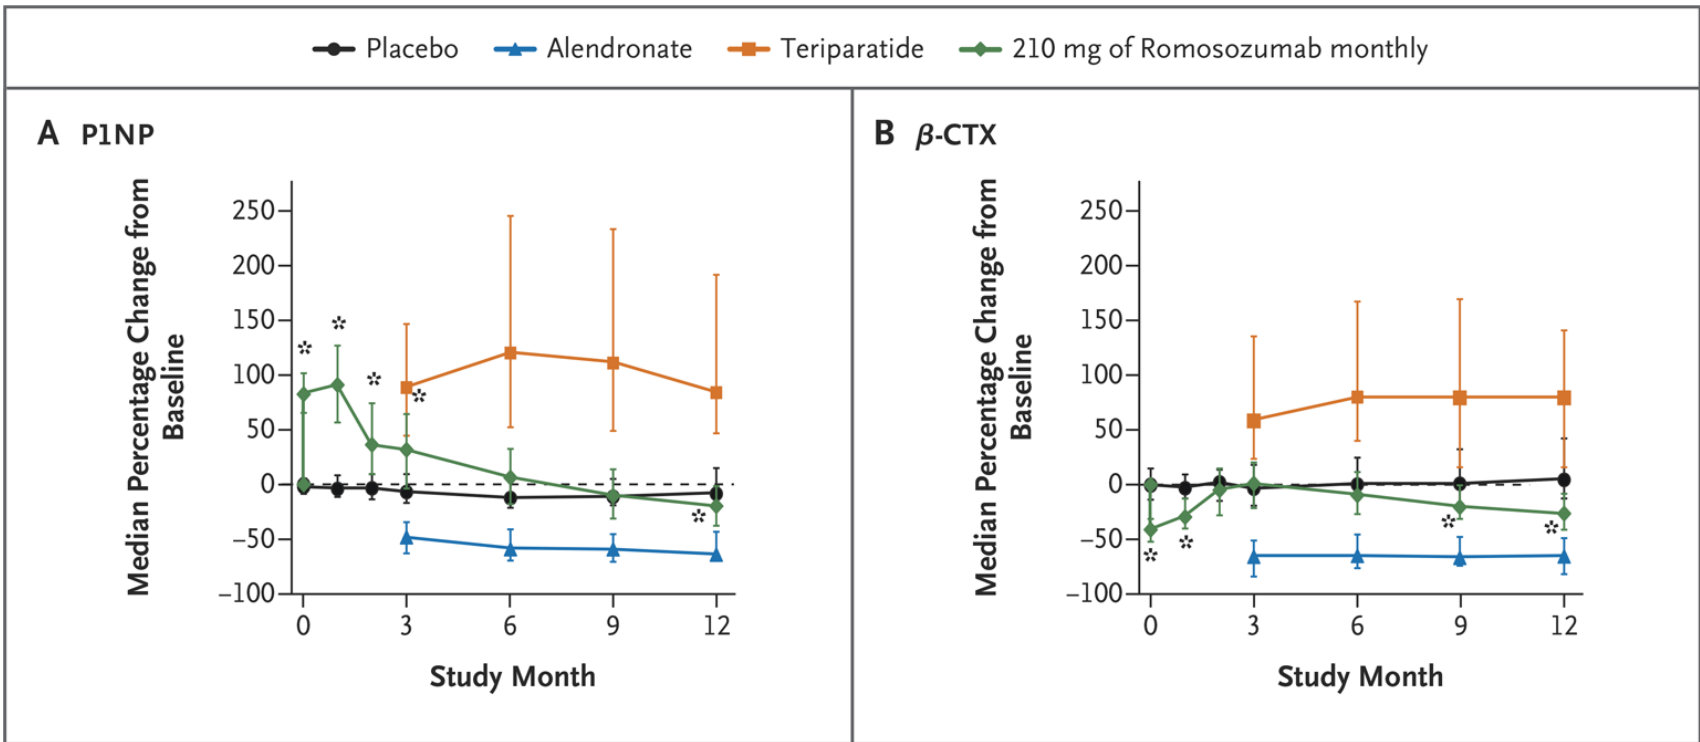 Placebo Alendronate Teriparatide 210 mg of Romosozumab monthly
A P1NP
Median Percentage Change from
Baseline
250
200
150
100
50
0
–50
–100
* * * * *
0 3 6 9 12
Study Month
B β-CTX
Median Percentage Change from
Baseline
250
200
150
100
50
0
–50
–100
* * * *
0 3 6 9 12
Study Month